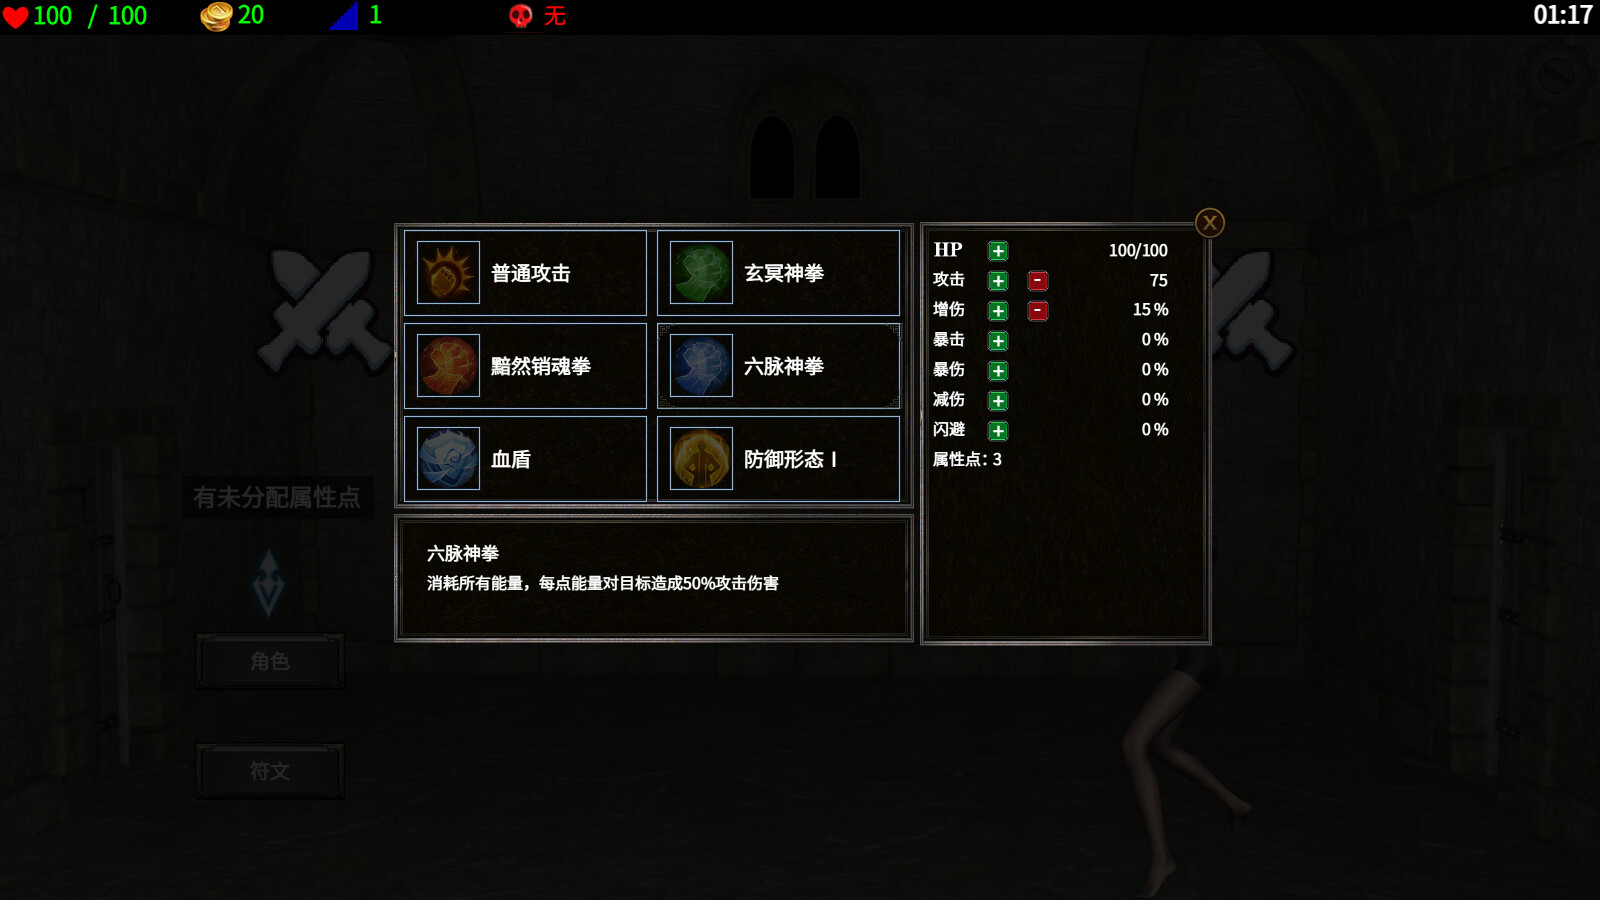 100 / 100
20
1
无
01:17
普通攻击
玄冥神拳
黯然销魂拳
六脉神拳
血盾
防御形态 I
六脉神拳
消耗所有能量，每点能量对目标造成50%攻击伤害
X
HP + 100/100
攻击 + - 75
增伤 + - 15%
暴击 + 0%
暴伤 + 0%
减伤 + 0%
闪避 + 0%
属性点：3
有未分配属性点
角色
符文